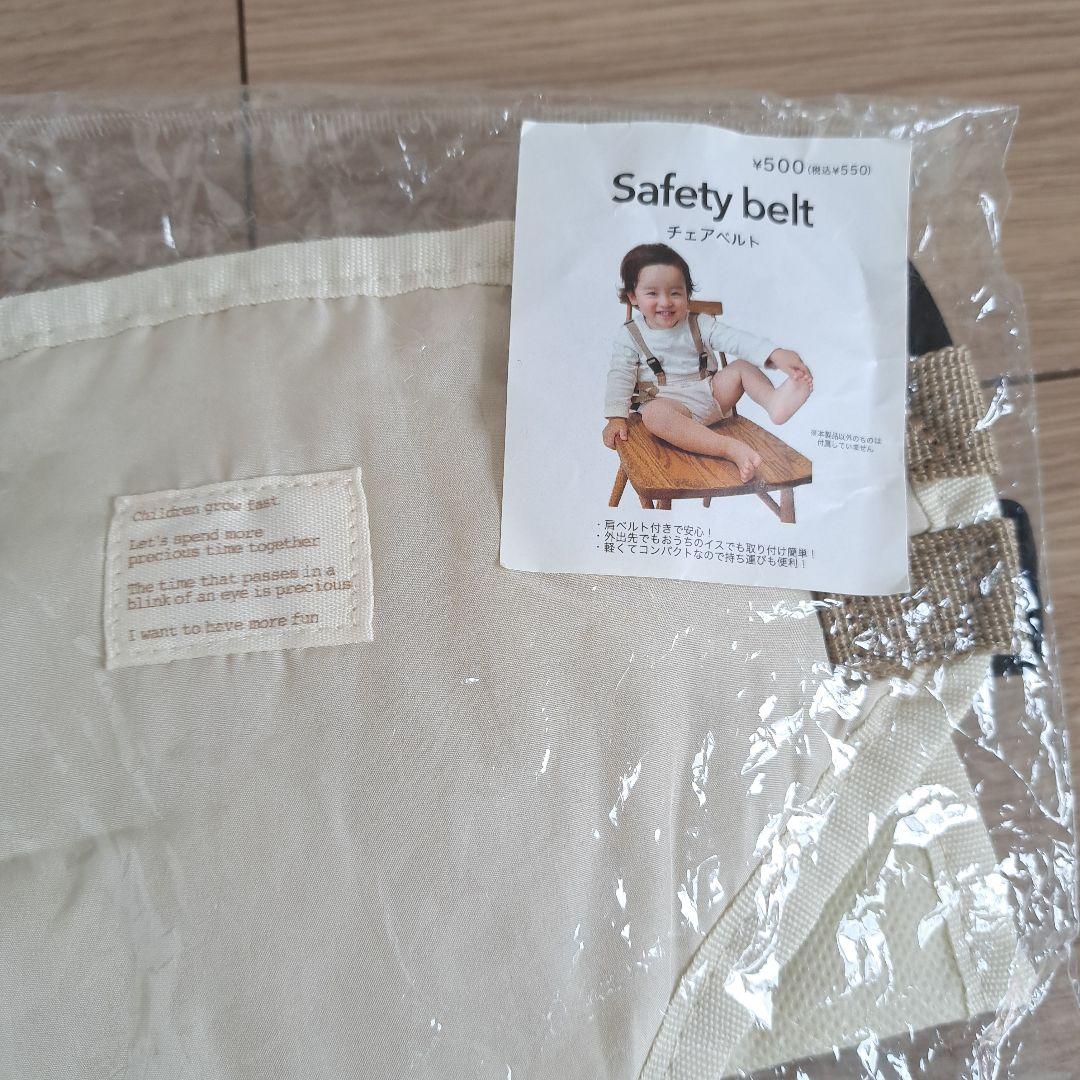 ¥500(税込¥550)
Safety belt
チェアベルト
※本製品以外のものは
付属していません
・肩ベルト付きで安心！
・外出先でもおうちのイスでも取り付け簡単！
・軽くてコンパクトなので持ち運びも便利！
Children grow fast
Let's spend more
precious time together
The time that passes in a
blink of an eye is precious
I want to have more fun